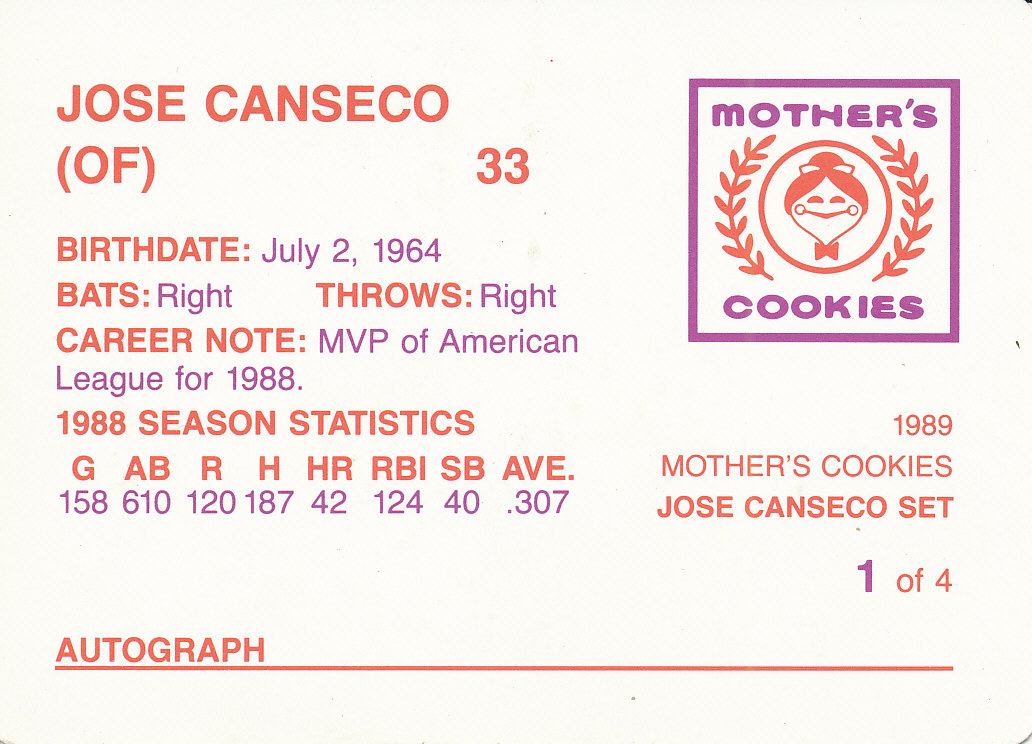 JOSE CANSECO
(OF) 33
BIRTHDATE: July 2, 1964
BATS: Right THROWS: Right
CAREER NOTE: MVP of American
League for 1988.
1988 SEASON STATISTICS
G AB R H HR RBI SB AVE.
158 610 120 187 42 124 40 .307
AUTOGRAPH
MOTHER'S
COOKIES
1989
MOTHER'S COOKIES
JOSE CANSECO SET
1 of 4